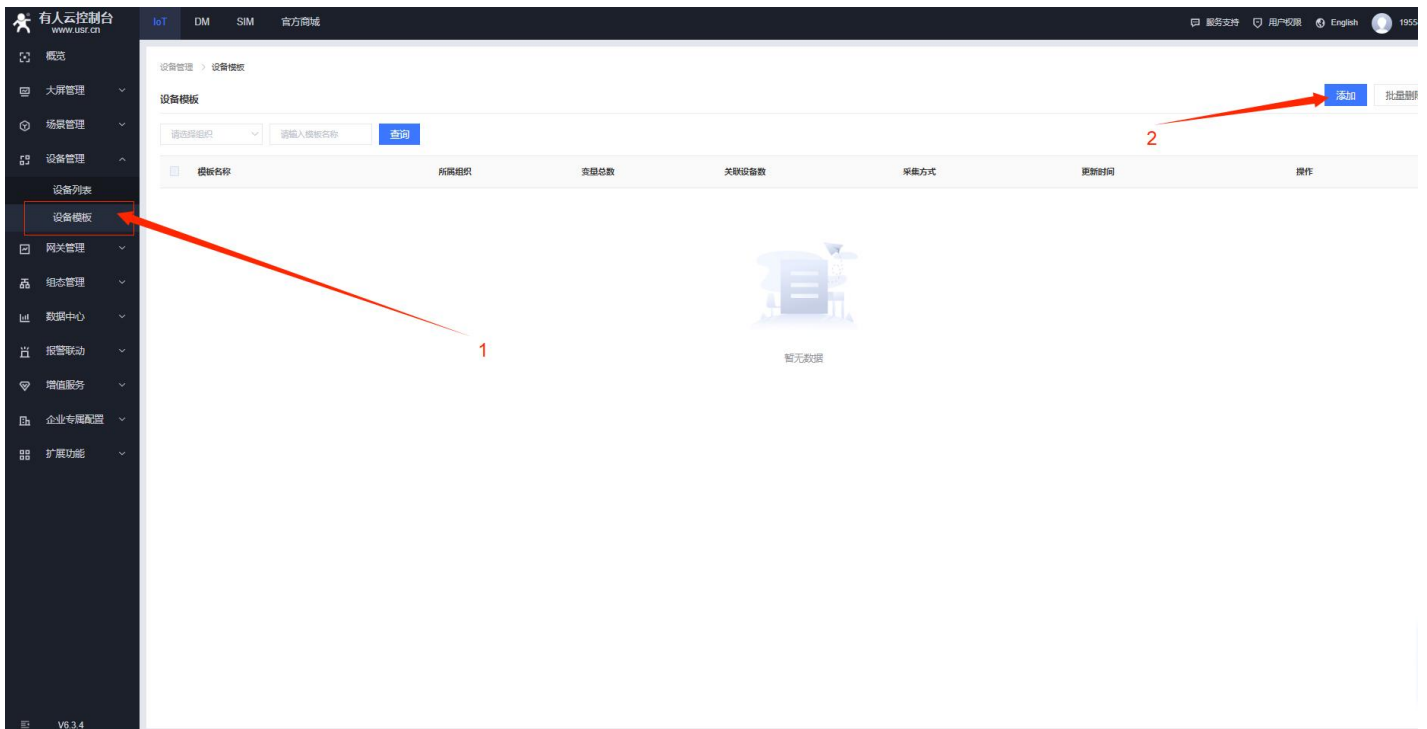 有人云控制台
www.usr.cn
IoT DM SIM 官方商城
服务支持 用户权限 English 1955
概览
大屏管理
场景管理
设备管理
设备列表
设备模板
网关管理
组态管理
数据中心
报警联动
增值服务
企业专属配置
扩展功能
V6.3.4
设备管理 > 设备模板
设备模板
添加 批量删除
请选择组织 请输入模板名称 查询
2
模板名称 所属组织 变量总数 关联设备数 采集方式 更新时间 操作
1
暂无数据